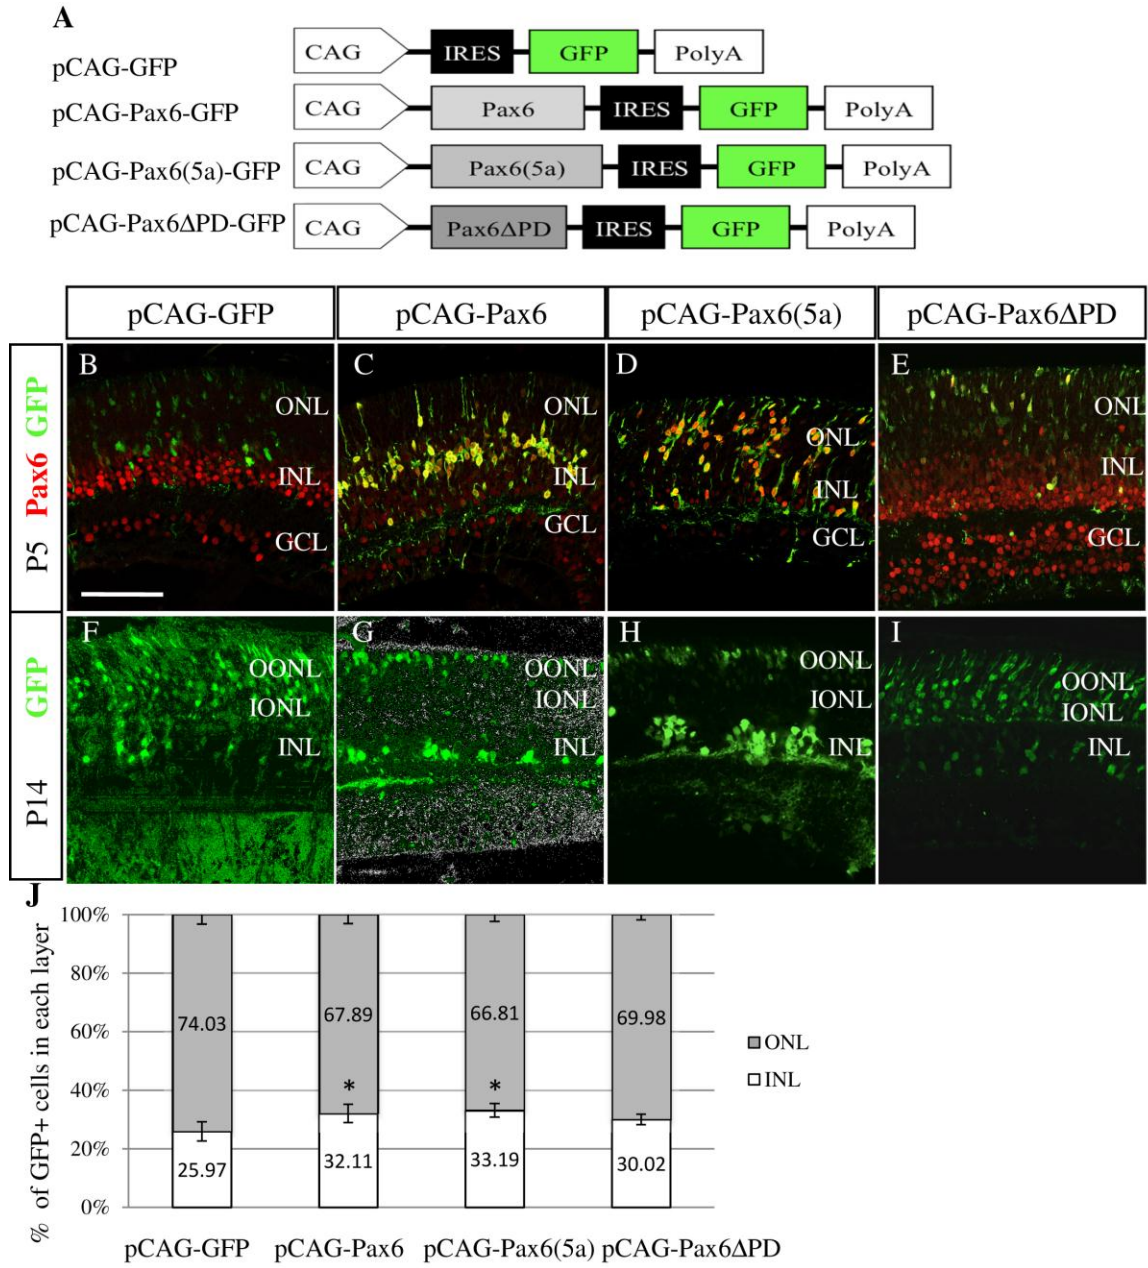 A
pCAG-GFP
CAG IRES GFP PolyA
pCAG-Pax6-GFP
CAG Pax6 IRES GFP PolyA
pCAG-Pax6(5a)-GFP
CAG Pax6(5a) IRES GFP PolyA
pCAG-Pax6ΔPD-GFP
CAG Pax6ΔPD IRES GFP PolyA
pCAG-GFP pCAG-Pax6 pCAG-Pax6(5a) pCAG-Pax6ΔPD
P5 Pax6 GFP
B
ONL
INL
GCL
C
ONL
INL
GCL
D
ONL
INL
GCL
E
ONL
INL
GCL
P14 GFP
F
OONL
IONL
INL
G
OONL
IONL
INL
H
OONL
IONL
INL
I
OONL
IONL
INL
J
% of GFP+ cells in each layer
100%
80%
60%
40%
20%
0%
74.03 67.89 66.81 69.98
* *
25.97 32.11 33.19 30.02
pCAG-GFP pCAG-Pax6 pCAG-Pax6(5a) pCAG-Pax6ΔPD
ONL
INL